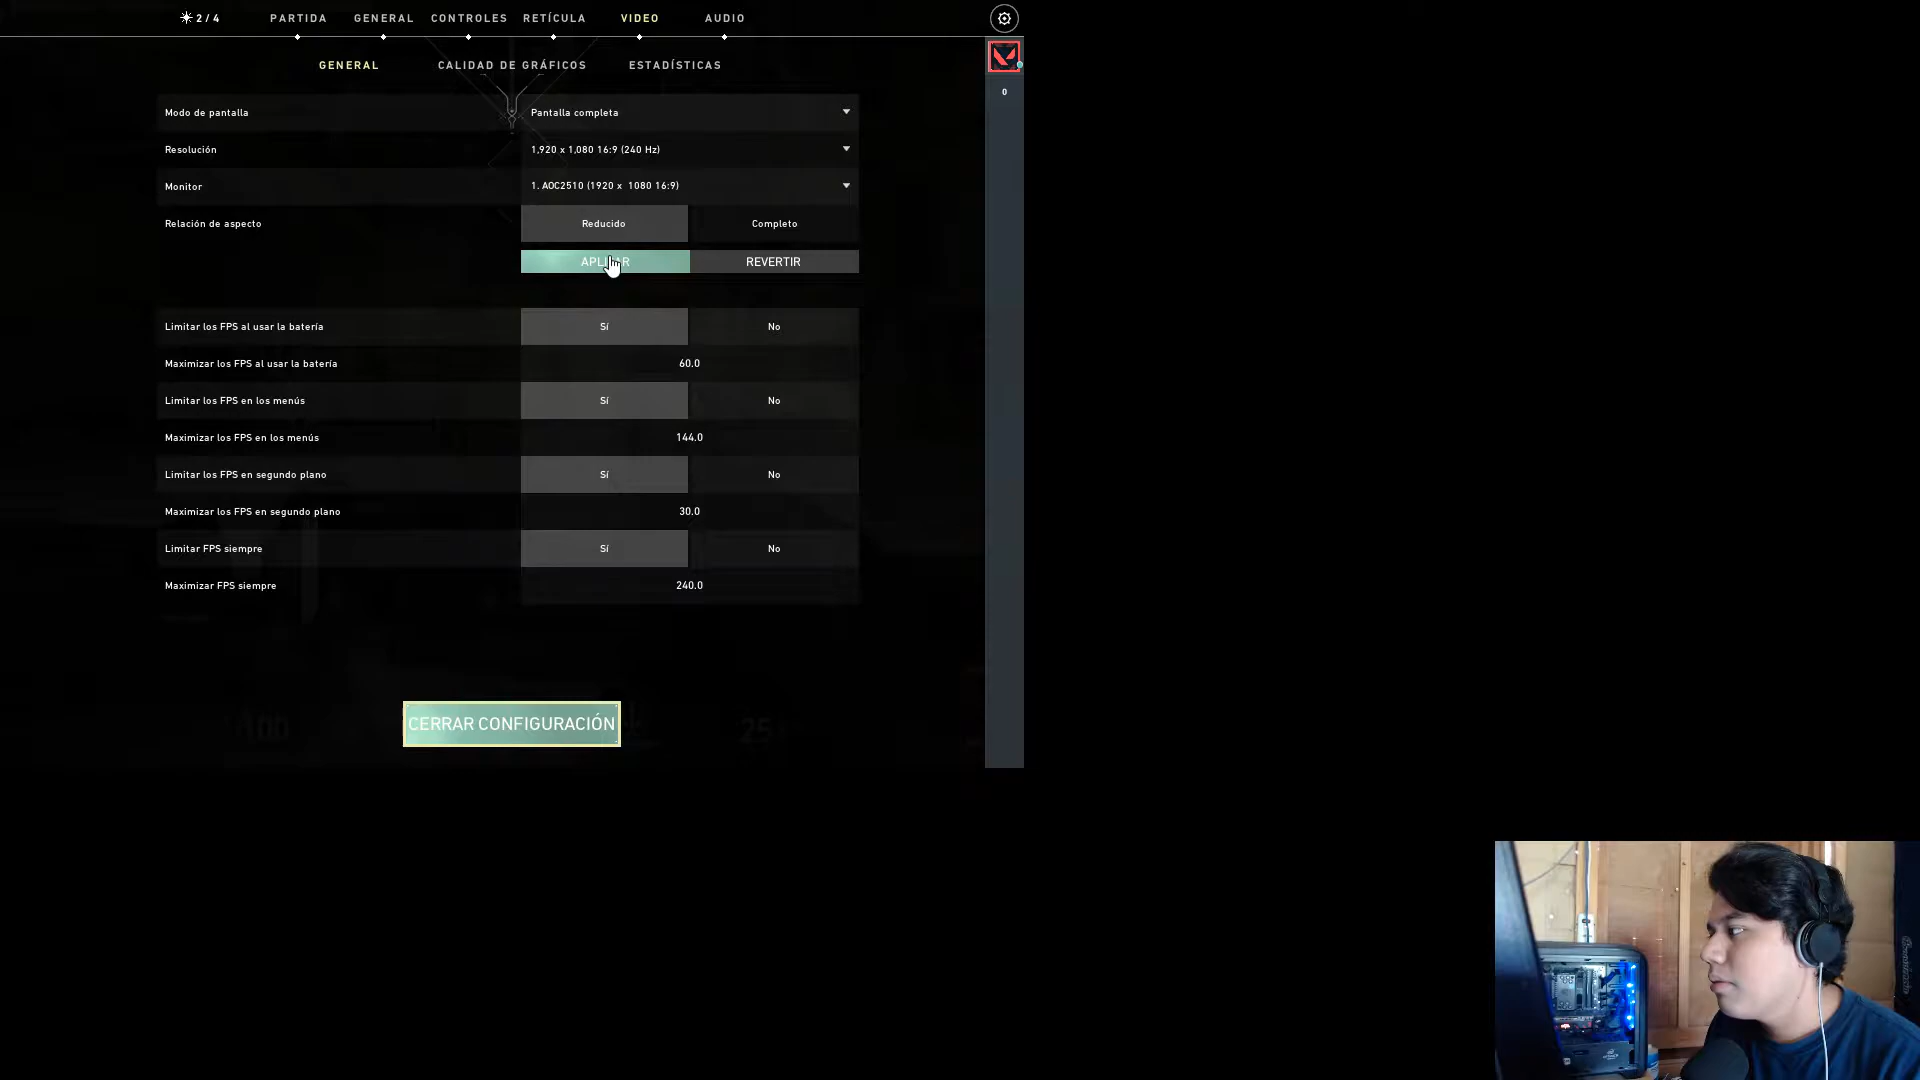 2 / 4
PARTIDA GENERAL CONTROLES RETÍCULA VIDEO AUDIO
GENERAL CALIDAD DE GRÁFICOS ESTADÍSTICAS
0
Modo de pantalla Pantalla completa
Resolución 1,920 x 1,080 16:9 (240 Hz)
Monitor 1. AOC2510 (1920 x 1080 16:9)
Relación de aspecto Reducido Completo
APLICAR REVERTIR
Limitar los FPS al usar la batería Sí No
Maximizar los FPS al usar la batería 60.0
Limitar los FPS en los menús Sí No
Maximizar los FPS en los menús 144.0
Limitar los FPS en segundo plano Sí No
Maximizar los FPS en segundo plano 30.0
Limitar FPS siempre Sí No
Maximizar FPS siempre 240.0
100 25
CERRAR CONFIGURACIÓN